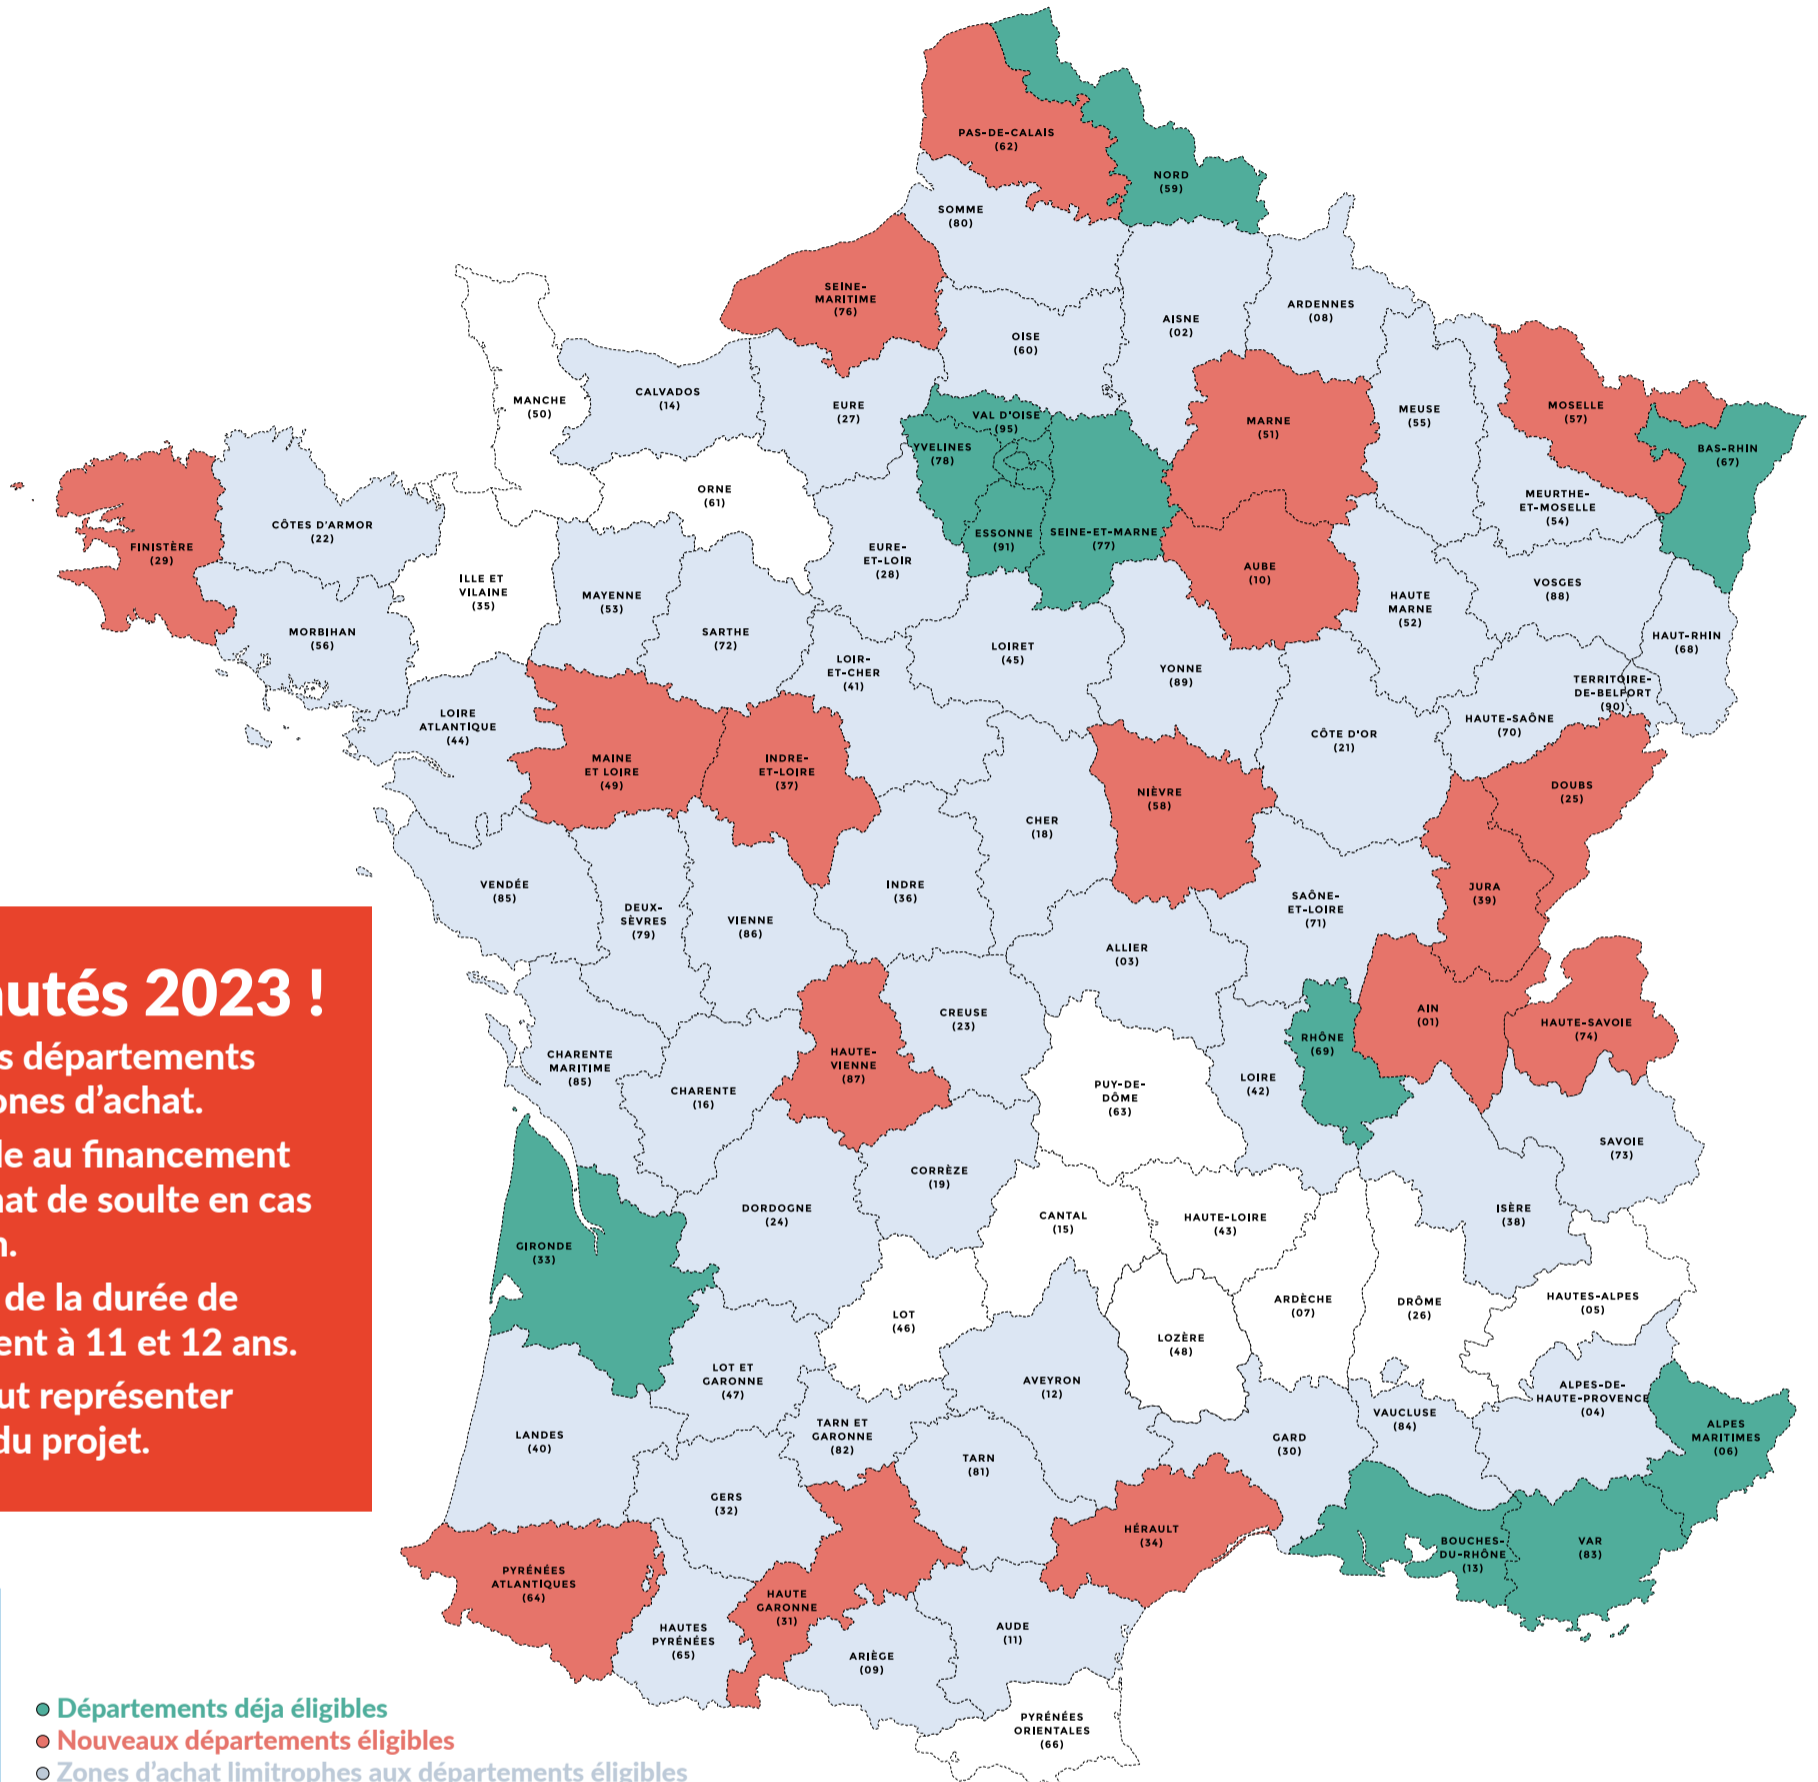 PAS-DE-CALAIS
(62)
NORD
(59)
SOMME
(80)
SEINE-
MARITIME
(76)
OISE
(60)
AISNE
(02)
ARDENNES
(08)
MANCHE
(50)
CALVADOS
(14)
EURE
(27)
VAL D'OISE
(95)
YVELINES
(78)
ESSONNE
(91)
SEINE-ET-MARNE
(77)
MARNE
(51)
MEUSE
(55)
MOSELLE
(57)
BAS-RHIN
(67)
MEURTHE-
ET-MOSELLE
(54)
ORNE
(61)
FINISTÈRE
(29)
CÔTES D'ARMOR
(22)
MORBIHAN
(56)
ILLE ET
VILAINE
(35)
MAYENNE
(53)
SARTHE
(72)
EURE-
ET-LOIR
(28)
LOIR-
ET-CHER
(41)
LOIRET
(45)
YONNE
(89)
AUBE
(10)
HAUTE
MARNE
(52)
VOSGES
(88)
HAUT-RHIN
(68)
TERRITOIRE-
DE-BELFORT
(90)
HAUTE-SAÔNE
(70)
LOIRE
ATLANTIQUE
(44)
MAINE
ET LOIRE
(49)
INDRE-
ET-LOIRE
(37)
CHER
(18)
NIÈVRE
(58)
CÔTE D'OR
(21)
DOUBS
(25)
JURA
(39)
VENDÉE
(85)
DEUX-
SÈVRES
(79)
VIENNE
(86)
INDRE
(36)
ALLIER
(03)
SAÔNE-
ET-LOIRE
(71)
AIN
(01)
HAUTE-SAVOIE
(74)
RHÔNE
(69)
LOIRE
(42)
CHARENTE
MARITIME
(85)
CHARENTE
(16)
HAUTE-
VIENNE
(87)
CREUSE
(23)
PUY-DE-
DÔME
(63)
SAVOIE
(73)
ISÈRE
(38)
GIRONDE
(33)
DORDOGNE
(24)
CORRÈZE
(19)
CANTAL
(15)
HAUTE-LOIRE
(43)
ARDÈCHE
(07)
DRÔME
(26)
HAUTES-ALPES
(05)
LOT
(46)
LOZÈRE
(48)
LOT ET
GARONNE
(47)
AVEYRON
(12)
LANDES
(40)
TARN ET
GARONNE
(82)
TARN
(81)
GARD
(30)
VAUCLUSE
(84)
ALPES-DE-
HAUTE-PROVENCE
(04)
ALPES
MARITIMES
(06)
GERS
(32)
HÉRAULT
(34)
BOUCHES-
DU-RHÔNE
(13)
VAR
(83)
PYRÉNÉES
ATLANTIQUES
(64)
HAUTES
PYRÉNÉES
(65)
HAUTE
GARONNE
(31)
ARIÈGE
(09)
AUDE
(11)
PYRÉNÉES
ORIENTALES
(66)
autés 2023 !
s départements
ones d'achat.
le au financement
hat de soulte en cas
n.
de la durée de
ent à 11 et 12 ans.
ut représenter
du projet.
Départements déja éligibles
Nouveaux départements éligibles
Zones d'achat limitrophes aux départements éligibles